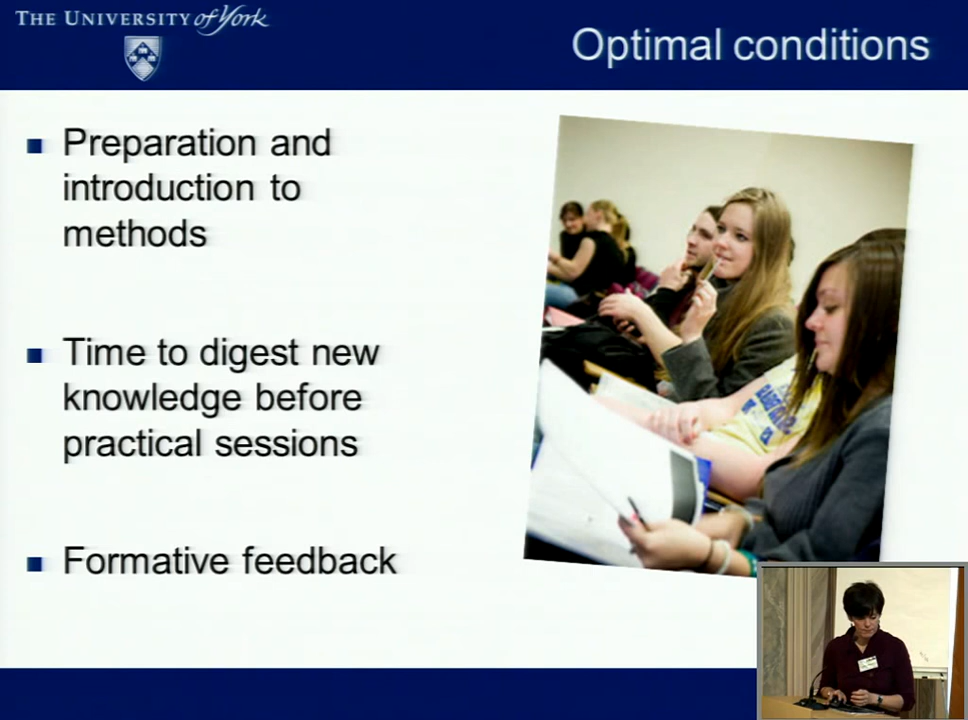 THE UNIVERSITY of York
Optimal conditions
Preparation and
introduction to
methods
Time to digest new
knowledge before
practical sessions
Formative feedback